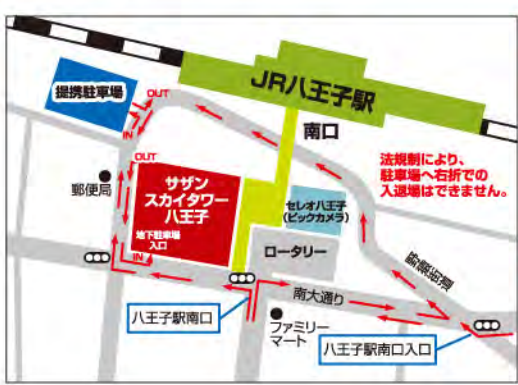 JR八王子駅
OUT
提携駐車場
IN
南口
法規制により、
駐車場へ右折での
入退場はできません。
OUT
郵便局
サザン
スカイタワー
八王子
セレオ八王子
(ビックカメラ)
地下駐車場
入口
IN
ロータリー
野猿街道
南大通り
八王子駅南口
ファミリー
マート
八王子駅南口入口